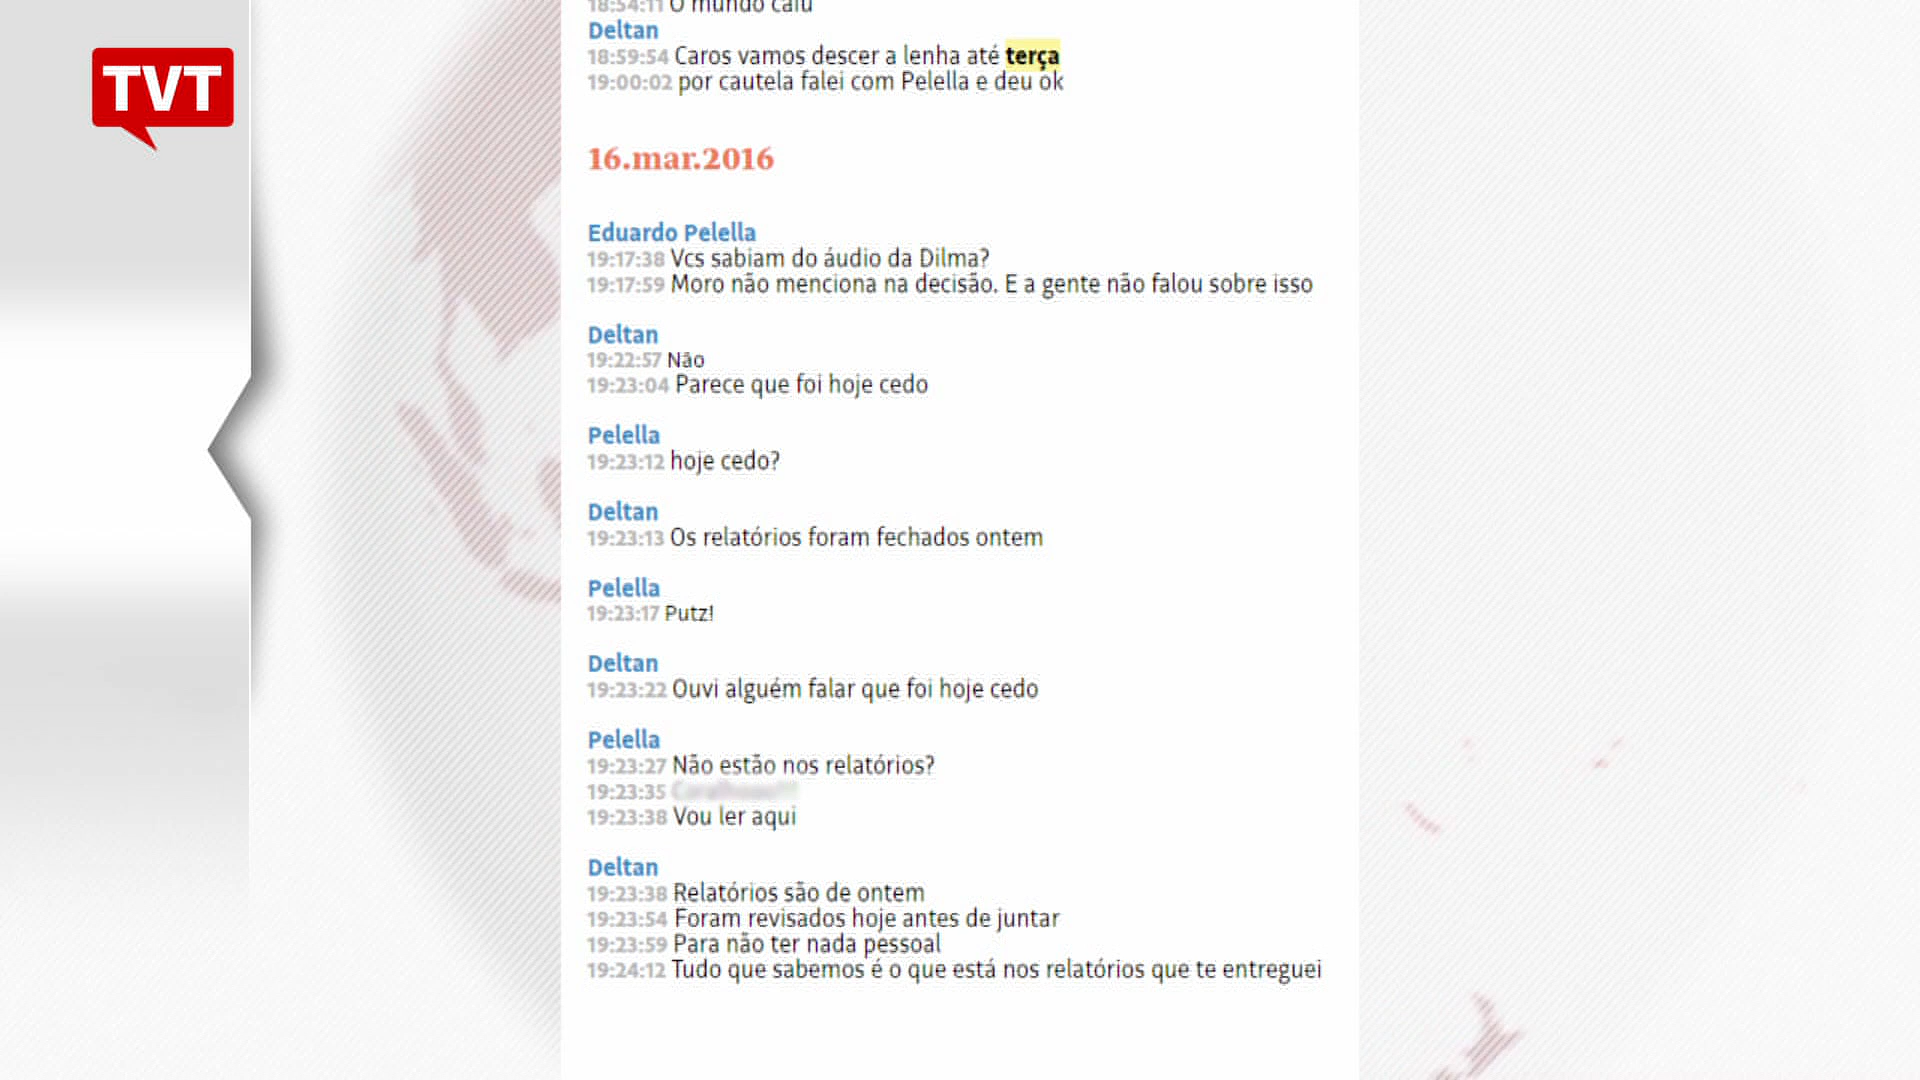 18:54:11 O mundo caiu
TVT
Deltan
18:59:54 Caros vamos descer a lenha até terça
19:00:02 por cautela falei com Pelella e deu ok
16.mar.2016
Eduardo Pelella
19:17:38 Vcs sabiam do áudio da Dilma?
19:17:59 Moro não menciona na decisão. E a gente não falou sobre isso
Deltan
19:22:57 Não
19:23:04 Parece que foi hoje cedo
Pelella
19:23:12 hoje cedo?
Deltan
19:23:13 Os relatórios foram fechados ontem
Pelella
19:23:17 Putz!
Deltan
19:23:22 Ouvi alguém falar que foi hoje cedo
Pelella
19:23:27 Não estão nos relatórios?
19:23:35
19:23:38 Vou ler aqui
Deltan
19:23:38 Relatórios são de ontem
19:23:54 Foram revisados hoje antes de juntar
19:23:59 Para não ter nada pessoal
19:24:12 Tudo que sabemos é o que está nos relatórios que te entreguei